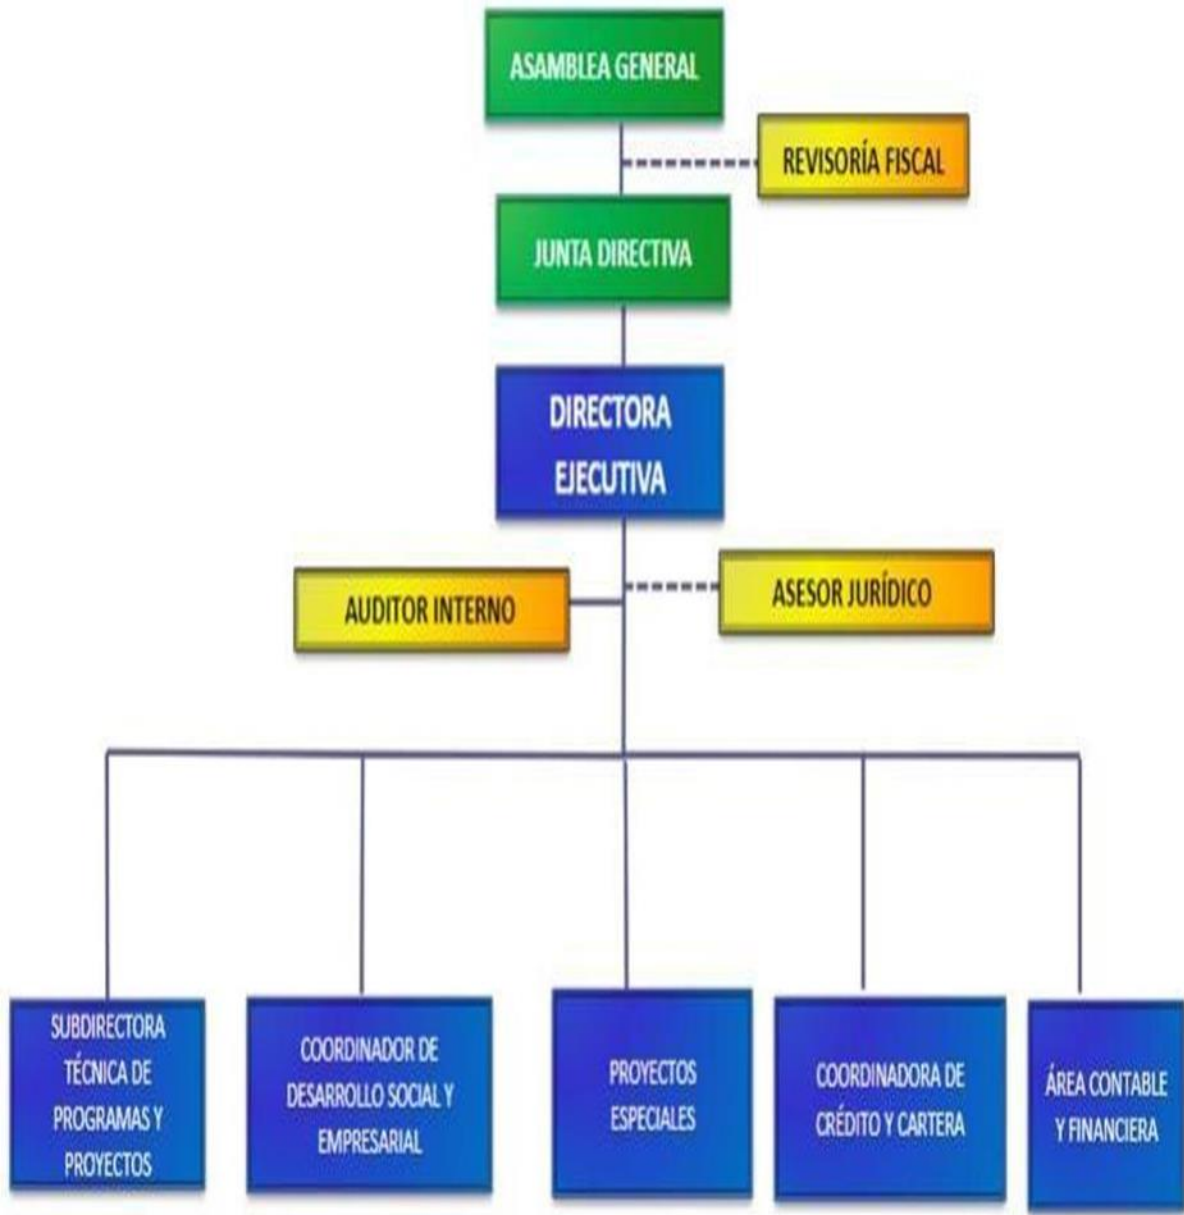 ASAMBLEA GENERAL
REVISORÍA FISCAL
JUNTA DIRECTIVA
DIRECTORA
EJECUTIVA
AUDITOR INTERNO
ASESOR JURÍDICO
SUBDIRECTORA
TÉCNICA DE
PROGRAMAS Y
PROYECTOS
COORDINADOR DE
DESARROLLO SOCIAL Y
EMPRESARIAL
PROYECTOS
ESPECIALES
COORDINADORA DE
CRÉDITO Y CARTERA
ÁREA CONTABLE
Y FINANCIERA